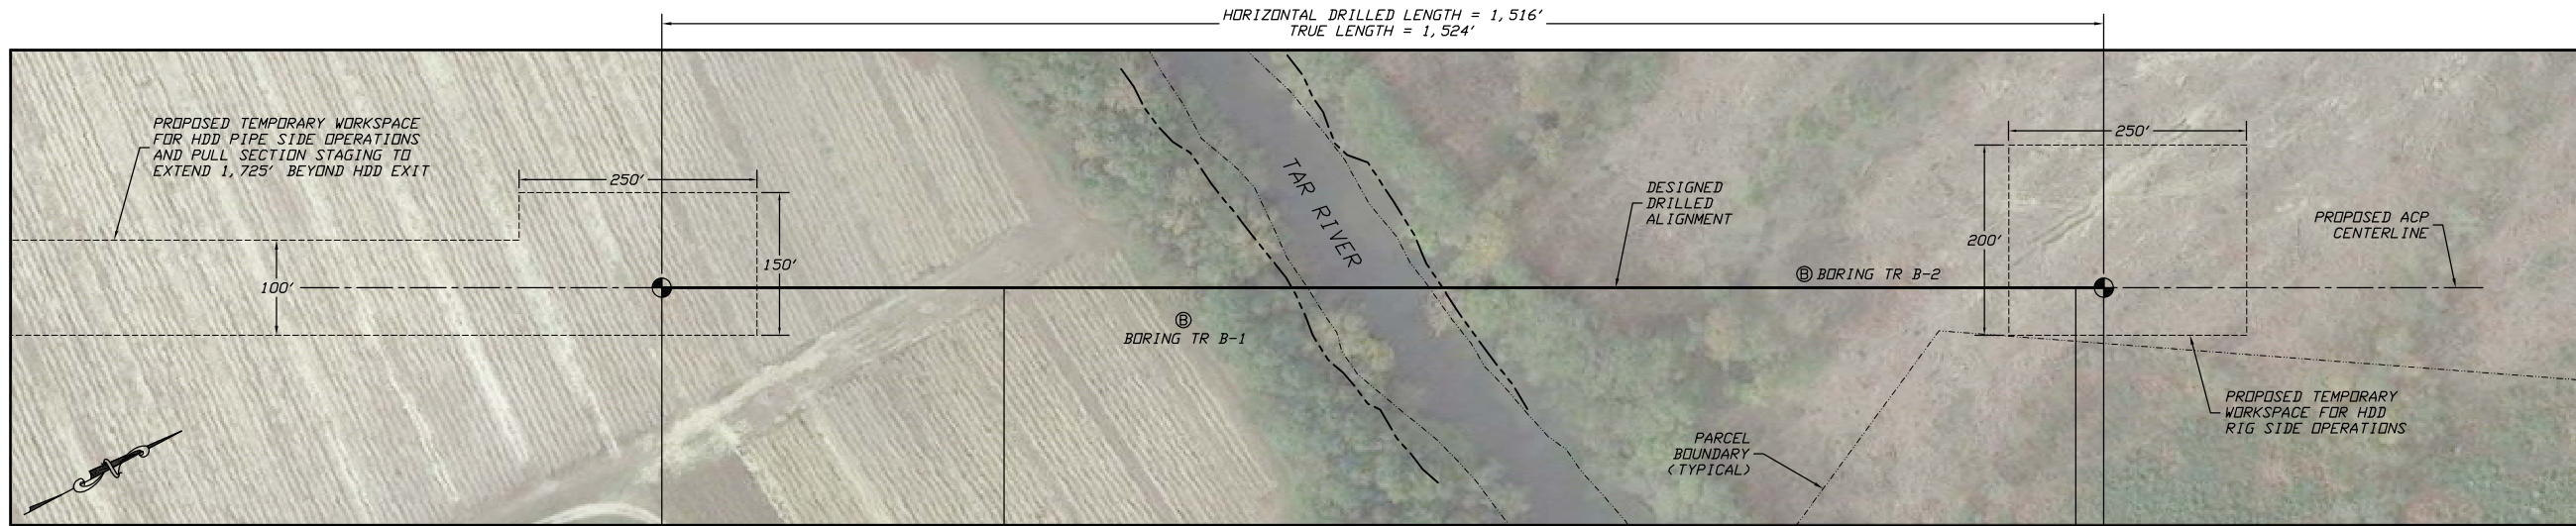 HORIZONTAL DRILLED LENGTH = 1,516'
TRUE LENGTH = 1,524'
PROPOSED TEMPORARY WORKSPACE
FOR HDD PIPE SIDE OPERATIONS
AND PULL SECTION STAGING TO
EXTEND 1,725' BEYOND HDD EXIT
250'
150'
100'
TAR RIVER
B
BORING TR B-1
DESIGNED
DRILLED
ALIGNMENT
B BORING TR B-2
250'
200'
PROPOSED ACP
CENTERLINE
PARCEL
BOUNDARY
(TYPICAL)
PROPOSED TEMPORARY
WORKSPACE FOR HDD
RIG SIDE OPERATIONS
N